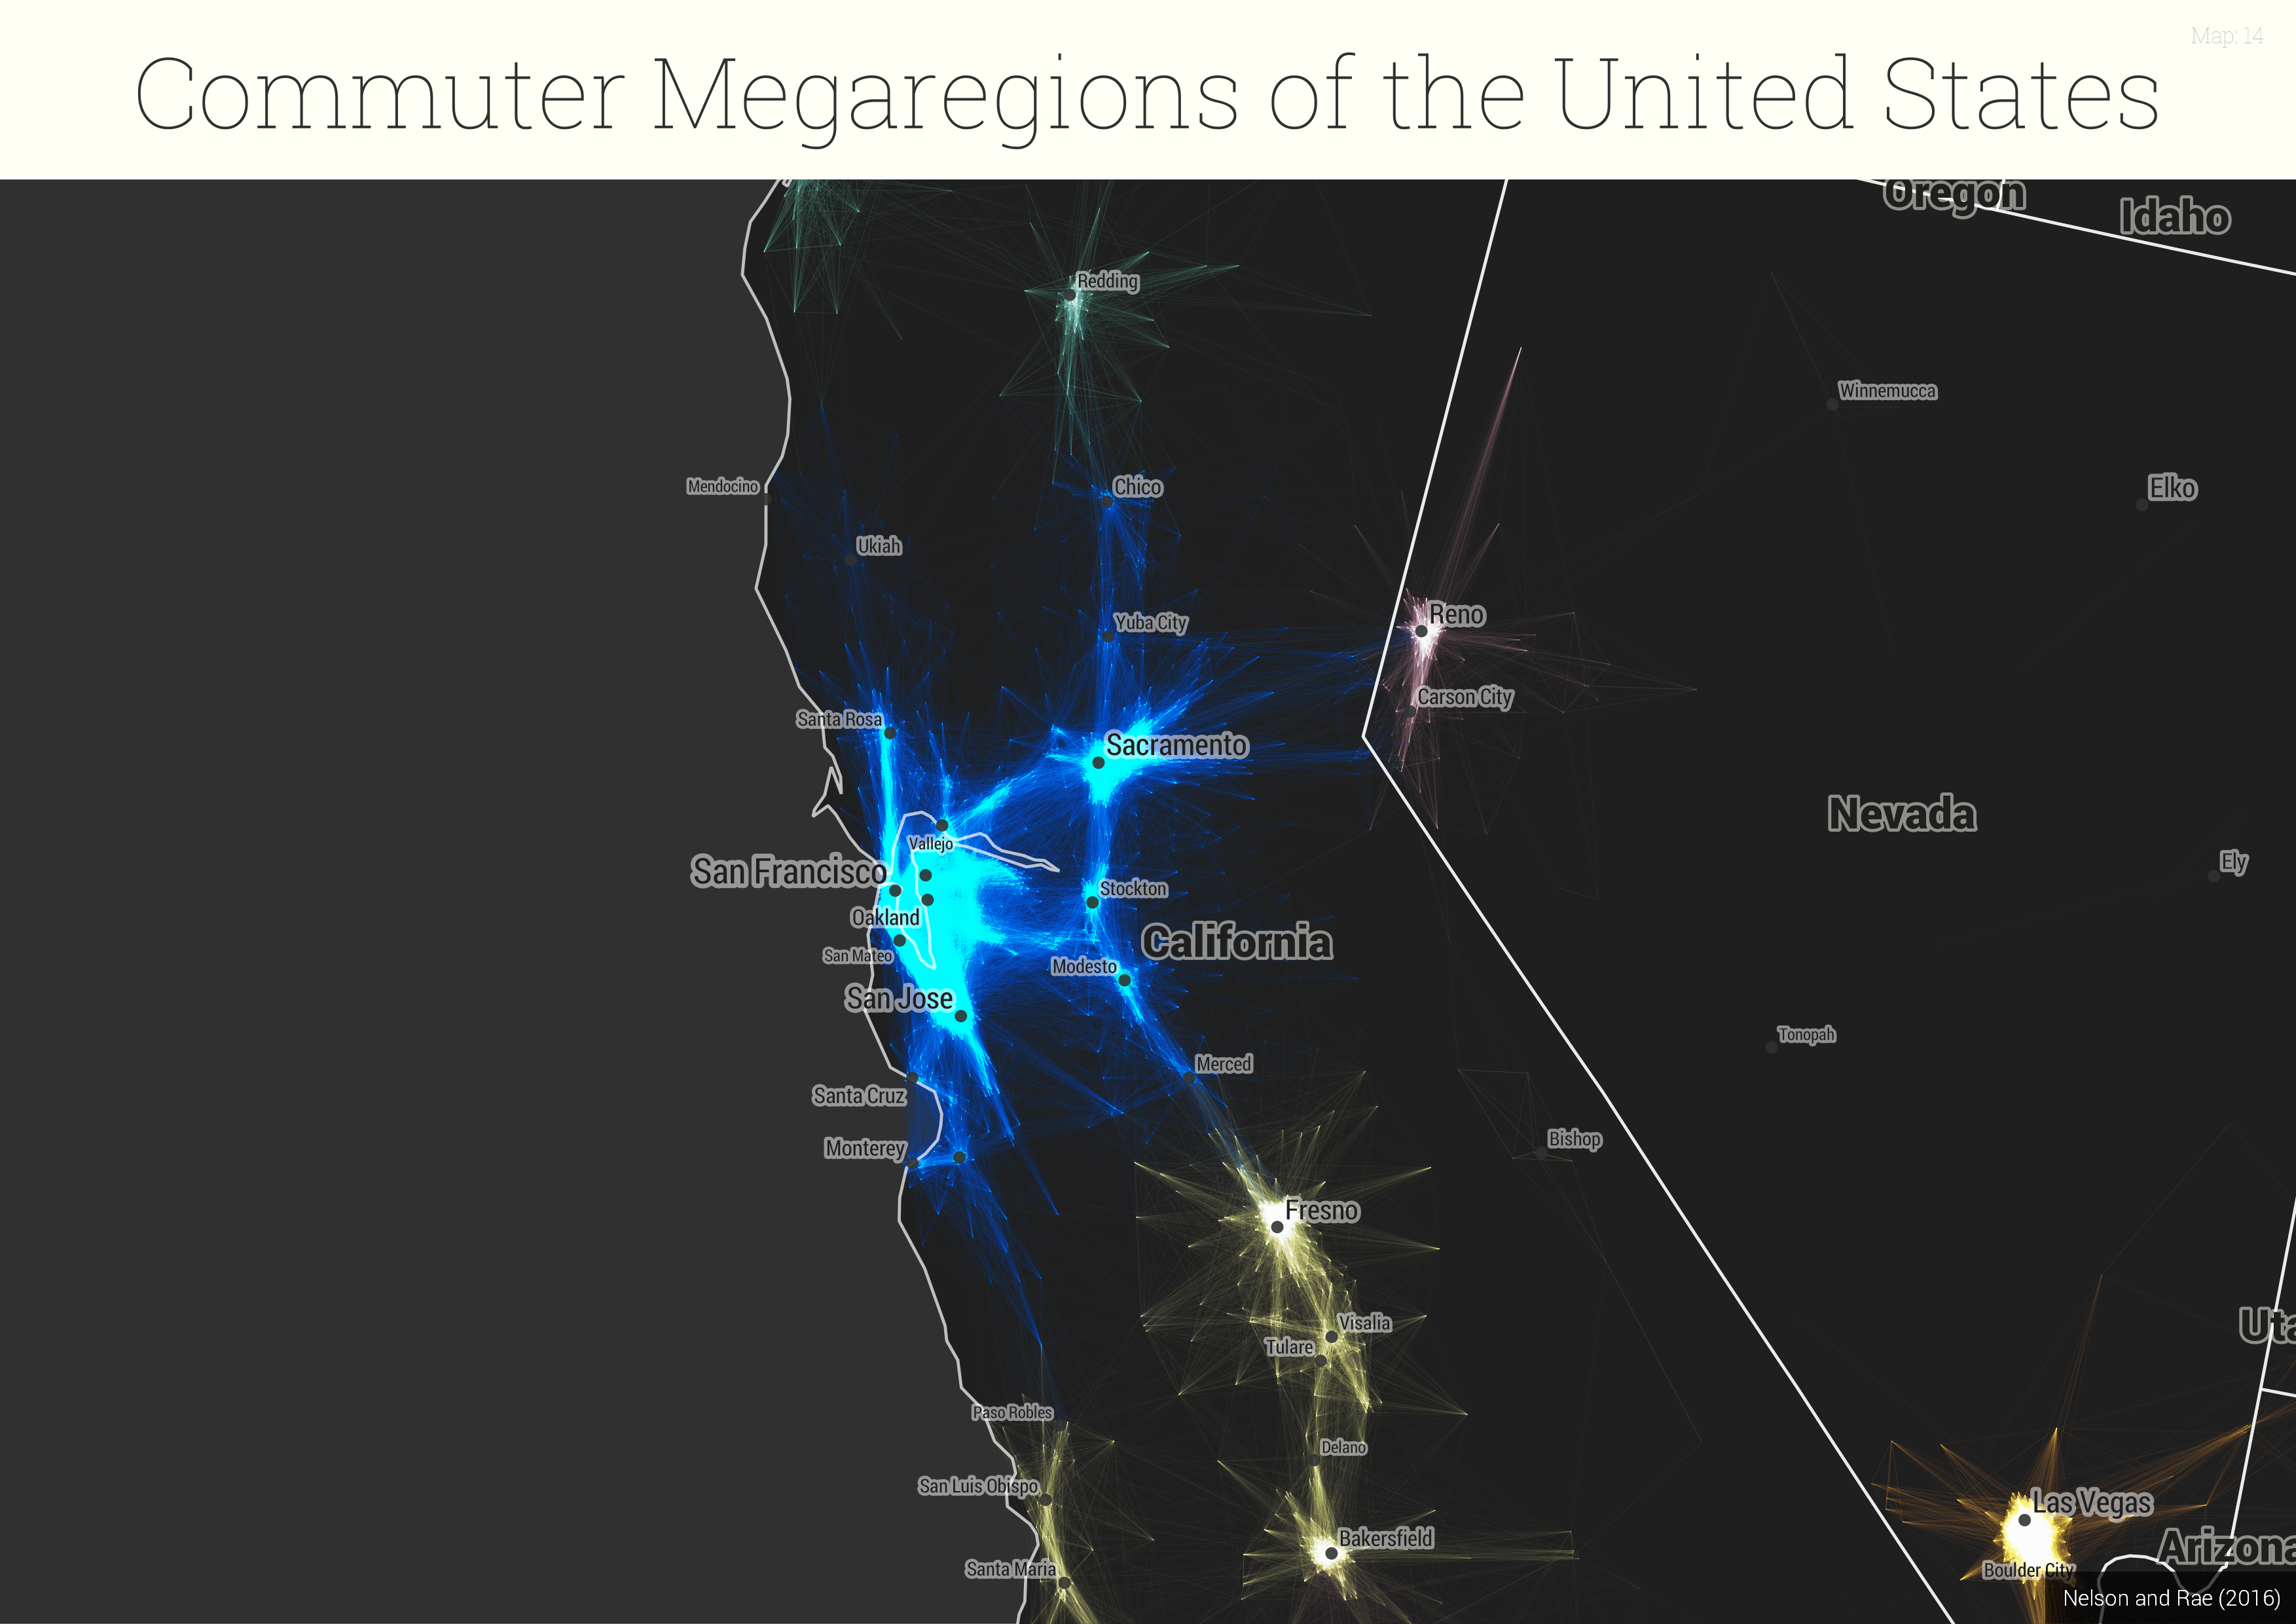 Map: 14
Commuter Megaregions of the United States
Oregon
Idaho
Redding
Winnemucca
Mendocino
Chico
Elko
Ukiah
Reno
Yuba City
Carson City
Santa Rosa
Sacramento
Nevada
Vallejo
San Francisco
Ely
Stockton
Oakland
California
San Mateo
Modesto
San Jose
Tonopah
Merced
Santa Cruz
Bishop
Monterey
Fresno
Visalia
Uta
Tulare
Paso Robles
Delano
San Luis Obispo
Las Vegas
Bakersfield
Arizona
Santa Maria
Boulder City
Nelson and Rae (2016)